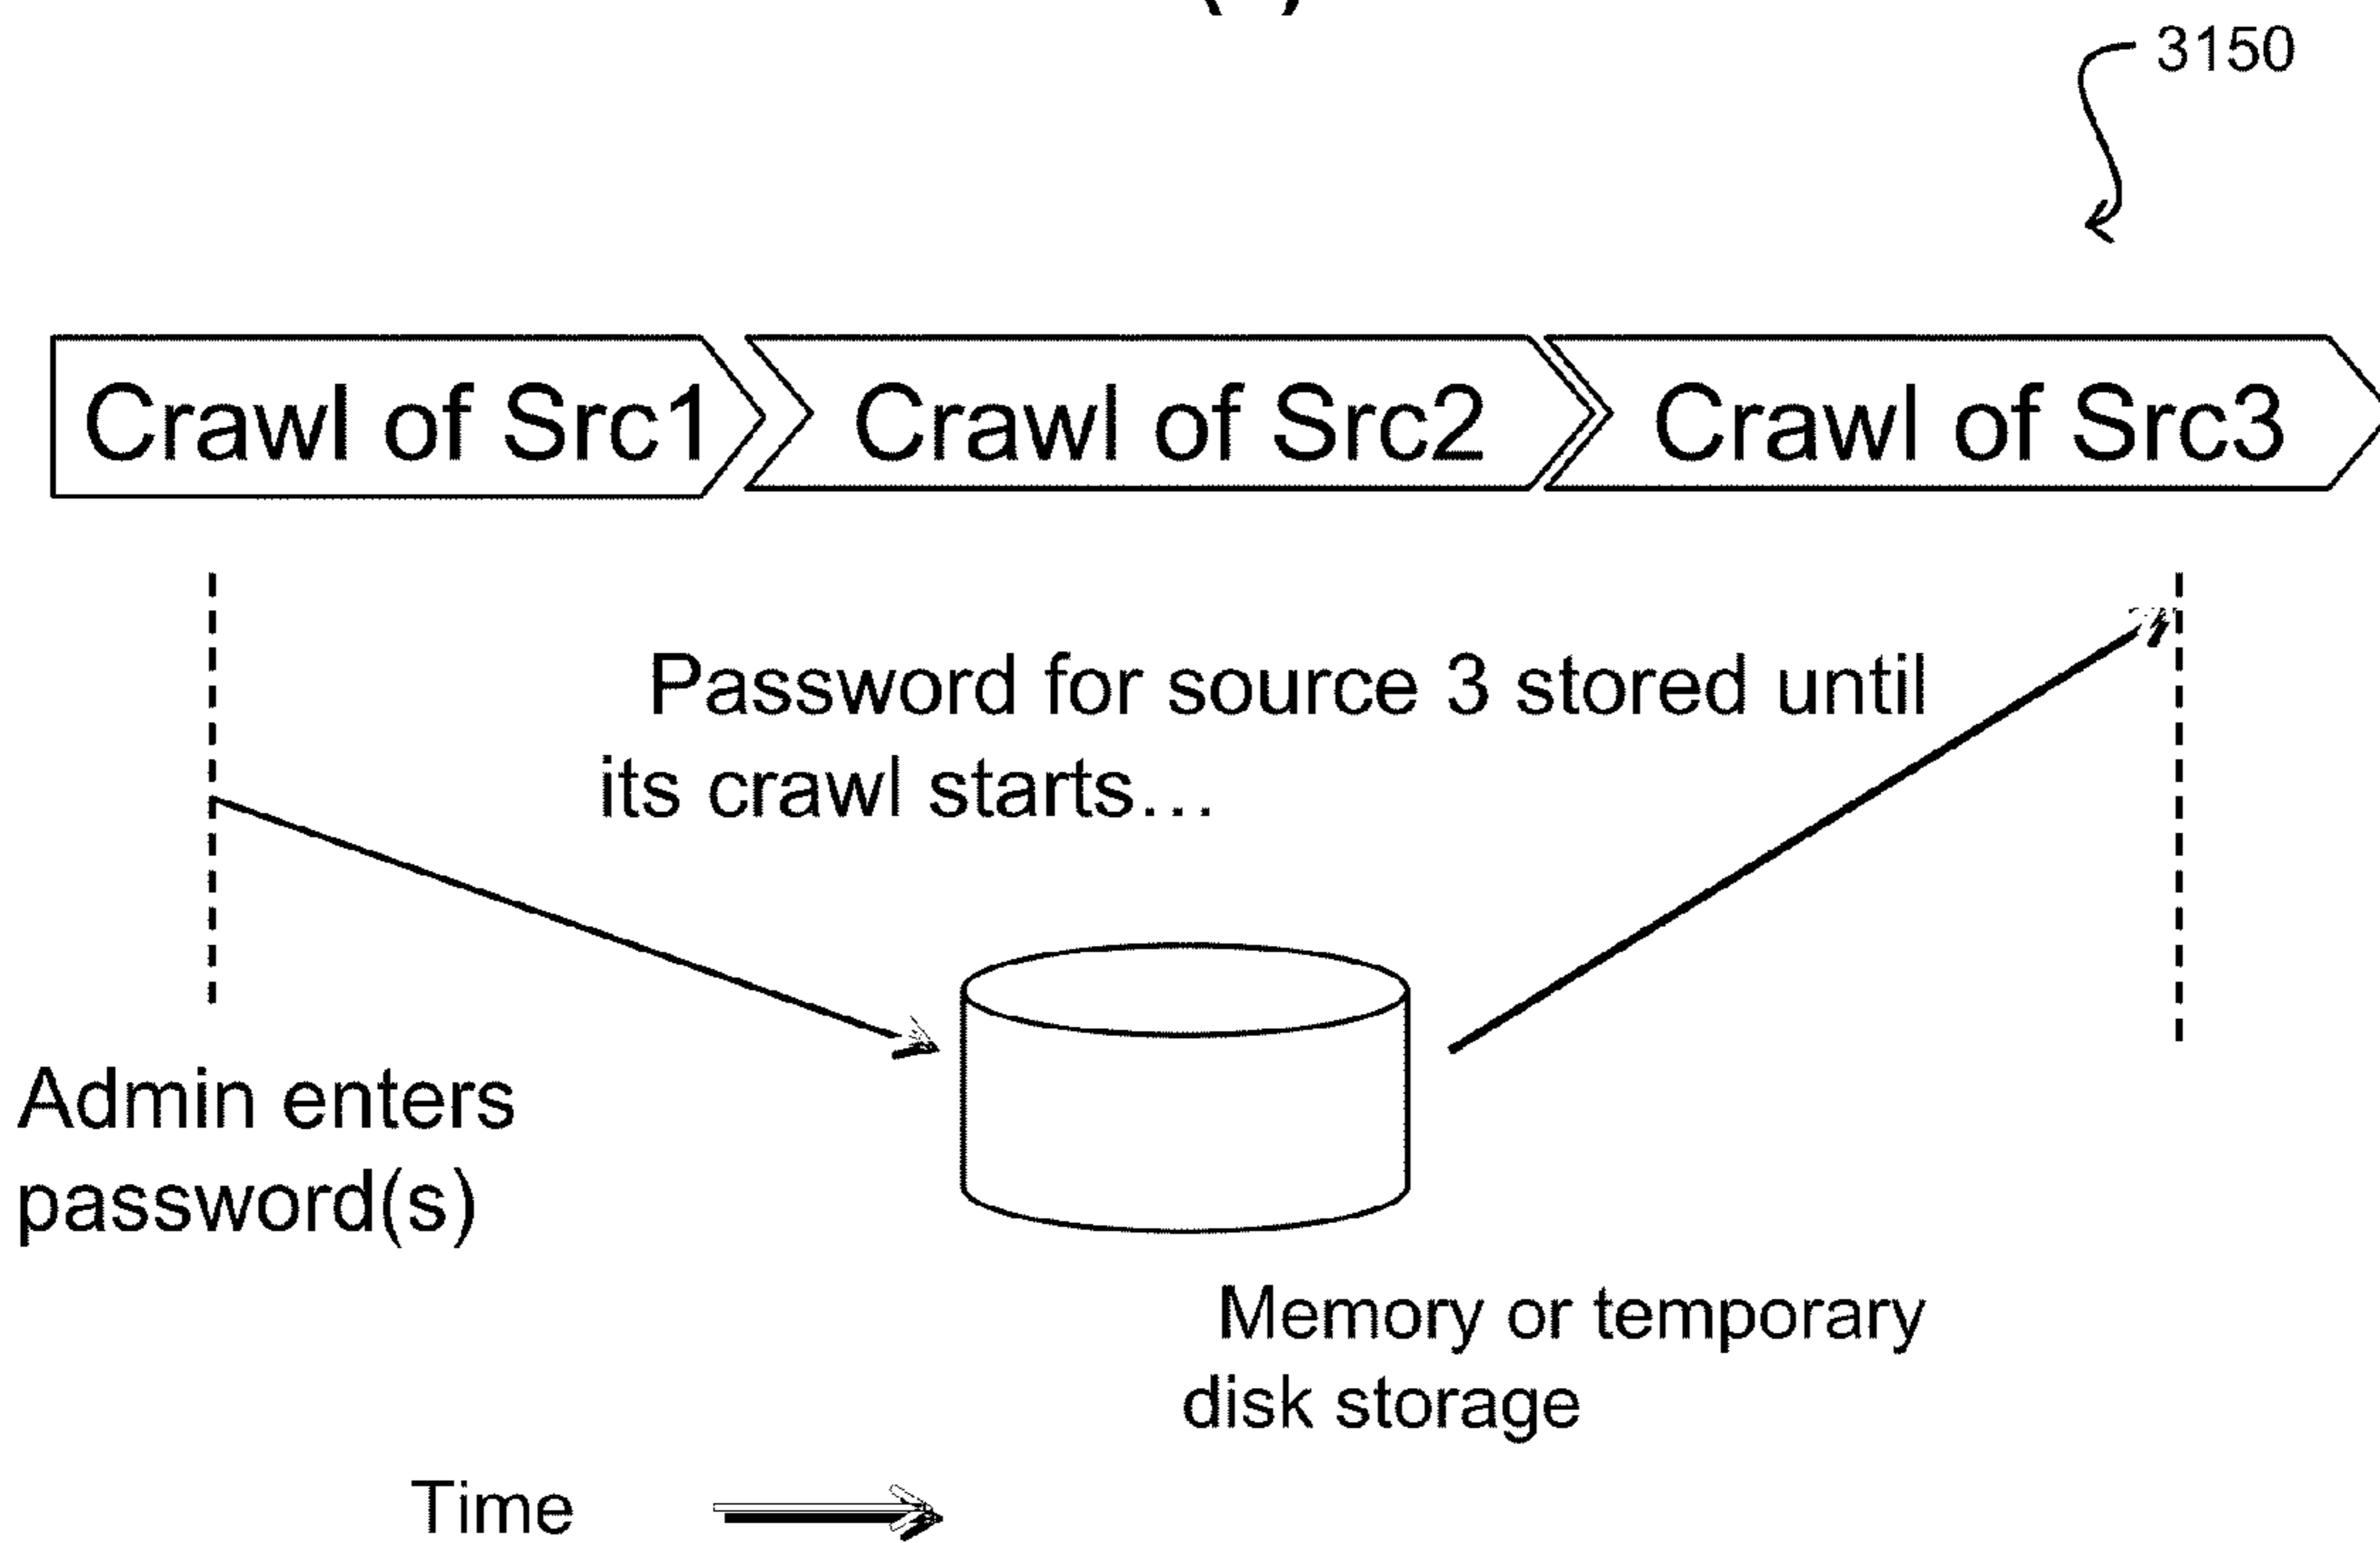 3150
Crawl of Src1
Crawl of Src2
Crawl of Src3
Password for source 3 stored until
its crawl starts...
Admin enters
password(s)
Memory or temporary
disk storage
Time